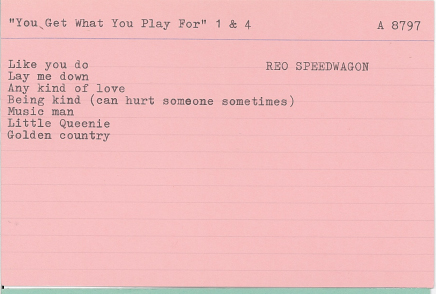 "You Get What You Play For" 1 & 4 A 8797
Like you do REO SPEEDWAGON
Lay me down
Any kind of love
Being kind (can hurt someone sometimes)
Music man
Little Queenie
Golden country